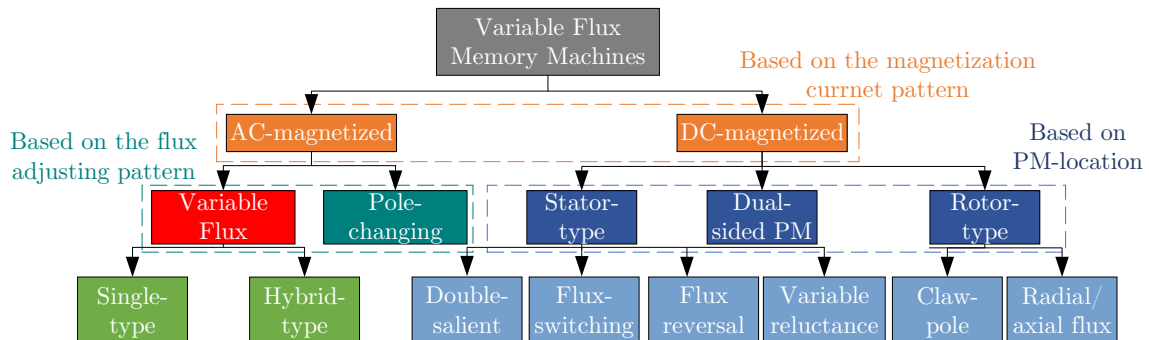 Variable Flux
Memory Machines
Based on the magnetization
currnet pattern
AC-magnetized
DC-magnetized
Based on the flux
adjusting pattern
Based on
PM-location
Variable
Flux
Pole-
changing
Stator-
type
Dual-
sided PM
Rotor-
type
Single-
type
Hybrid-
type
Double-
salient
Flux-
switching
Flux
reversal
Variable
reluctance
Claw-
pole
Radial/
axial flux